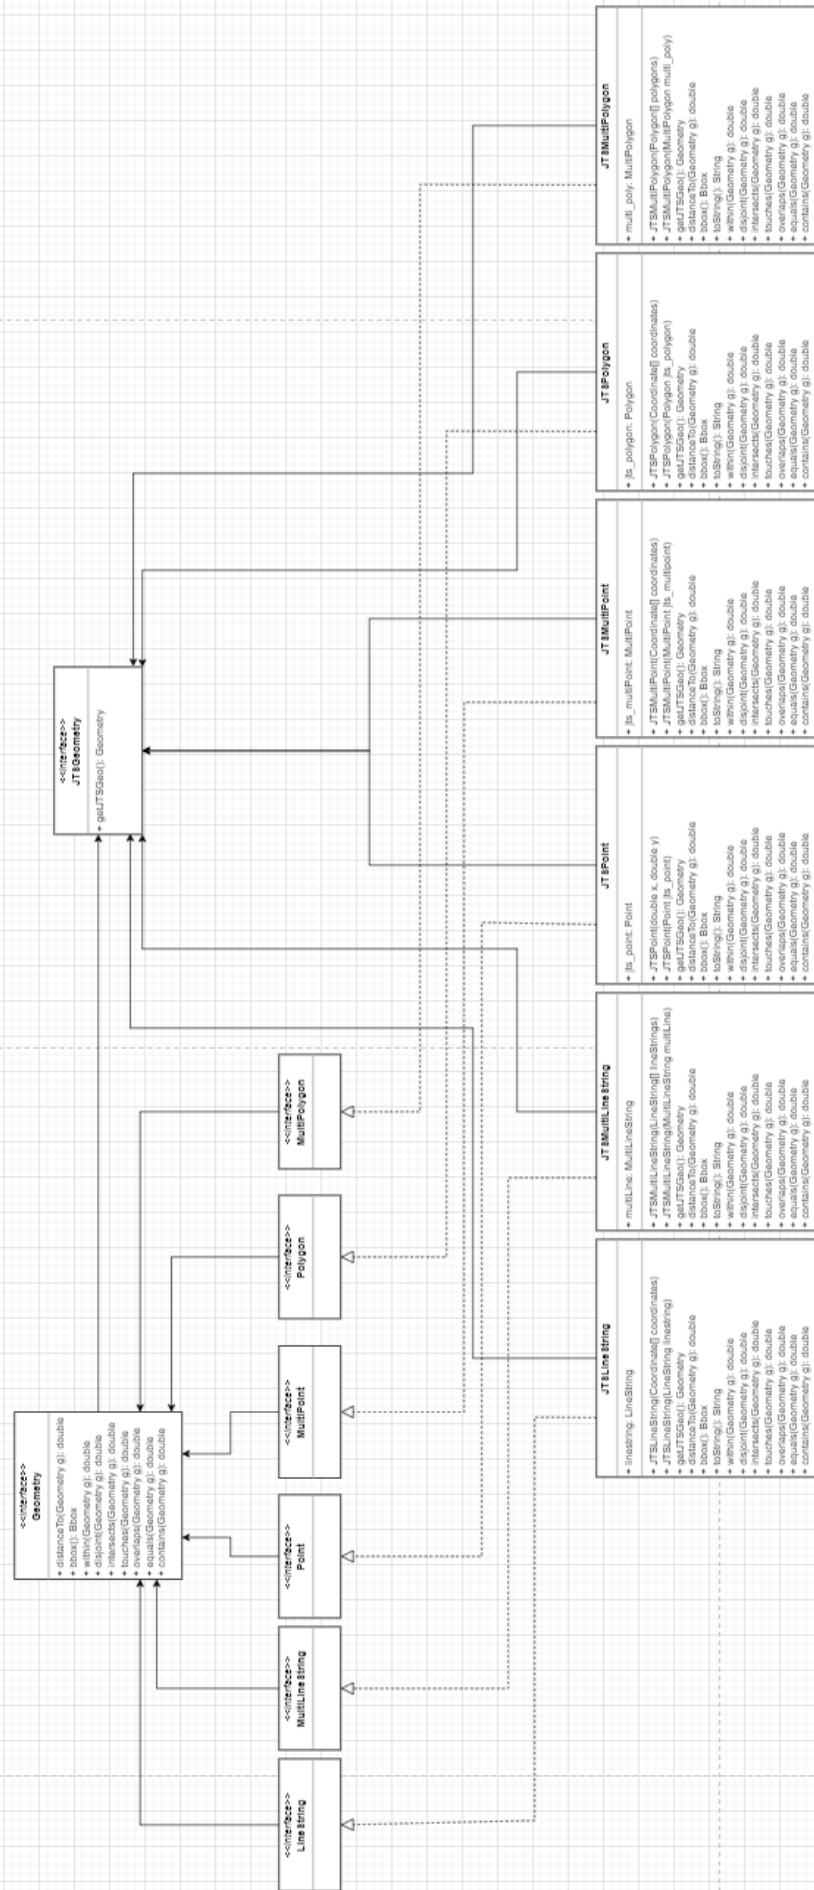 <<interface>>
Geometry
+ distanceTo(Geometry g): double
+ bbox(): Bbox
+ within(Geometry g): double
+ disjoint(Geometry g): double
+ intersects(Geometry g): double
+ touches(Geometry g): double
+ overlaps(Geometry g): double
+ equals(Geometry g): double
+ contains(Geometry g): double
<<interface>>
JTSGeometry
+ getJTSGeo(): Geometry
<<interface>>
LineString
<<interface>>
MultiLineString
<<interface>>
Point
<<interface>>
MultiPoint
<<interface>>
Polygon
<<interface>>
MultiPolygon
JTSLineString
+ linestring: LineString
+ JTSLineString(Coordinate[] coordinates)
+ JTSLineString(LineString linestring)
+ getJTSGeo(): Geometry
+ distanceTo(Geometry g): double
+ bbox(): Bbox
+ toString(): String
+ within(Geometry g): double
+ disjoint(Geometry g): double
+ intersects(Geometry g): double
+ touches(Geometry g): double
+ overlaps(Geometry g): double
+ equals(Geometry g): double
+ contains(Geometry g): double
JTSMultiLineString
+ multiLine: MultiLineString
+ JTSMultiLineString(LineString[] lineStrings)
+ JTSMultiLineString(MultiLineString multiLine)
+ getJTSGeo(): Geometry
+ distanceTo(Geometry g): double
+ bbox(): Bbox
+ toString(): String
+ within(Geometry g): double
+ disjoint(Geometry g): double
+ intersects(Geometry g): double
+ touches(Geometry g): double
+ overlaps(Geometry g): double
+ equals(Geometry g): double
+ contains(Geometry g): double
JTSPoint
+ jts_point: Point
+ JTSPoint(double x, double y)
+ JTSPoint(Point jts_point)
+ getJTSGeo(): Geometry
+ distanceTo(Geometry g): double
+ bbox(): Bbox
+ toString(): String
+ within(Geometry g): double
+ disjoint(Geometry g): double
+ intersects(Geometry g): double
+ touches(Geometry g): double
+ overlaps(Geometry g): double
+ equals(Geometry g): double
+ contains(Geometry g): double
JTSMultiPoint
+ jts_multiPoint: MultiPoint
+ JTSMultiPoint(Coordinate[] coordinates)
+ JTSMultiPoint(MultiPoint jts_multipoint)
+ getJTSGeo(): Geometry
+ distanceTo(Geometry g): double
+ bbox(): Bbox
+ toString(): String
+ within(Geometry g): double
+ disjoint(Geometry g): double
+ intersects(Geometry g): double
+ touches(Geometry g): double
+ overlaps(Geometry g): double
+ equals(Geometry g): double
+ contains(Geometry g): double
JTSPolygon
+ jts_polygon: Polygon
+ JTSPolygon(Coordinate[] coordinates)
+ JTSPolygon(Polygon jts_polygon)
+ getJTSGeo(): Geometry
+ distanceTo(Geometry g): double
+ bbox(): Bbox
+ toString(): String
+ within(Geometry g): double
+ disjoint(Geometry g): double
+ intersects(Geometry g): double
+ touches(Geometry g): double
+ overlaps(Geometry g): double
+ equals(Geometry g): double
+ contains(Geometry g): double
JTSMultiPolygon
+ multi_poly: MultiPolygon
+ JTSMultiPolygon(Polygon[] polygons)
+ JTSMultiPolygon(MultiPolygon multi_poly)
+ getJTSGeo(): Geometry
+ distanceTo(Geometry g): double
+ bbox(): Bbox
+ toString(): String
+ within(Geometry g): double
+ disjoint(Geometry g): double
+ intersects(Geometry g): double
+ touches(Geometry g): double
+ overlaps(Geometry g): double
+ equals(Geometry g): double
+ contains(Geometry g): double